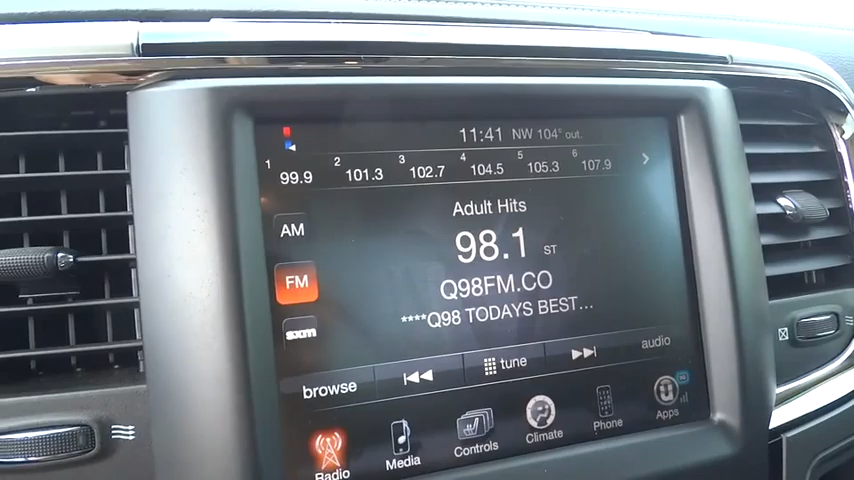 11:41 NW 104° out.
1 99.9 2 101.3 3 102.7 4 104.5 5 105.3 6 107.9
Adult Hits
AM
98.1 ST
FM
Q98FM.CO
****Q98 TODAYS BEST...
sxm
browse tune audio
Radio Media Controls Climate Phone Apps